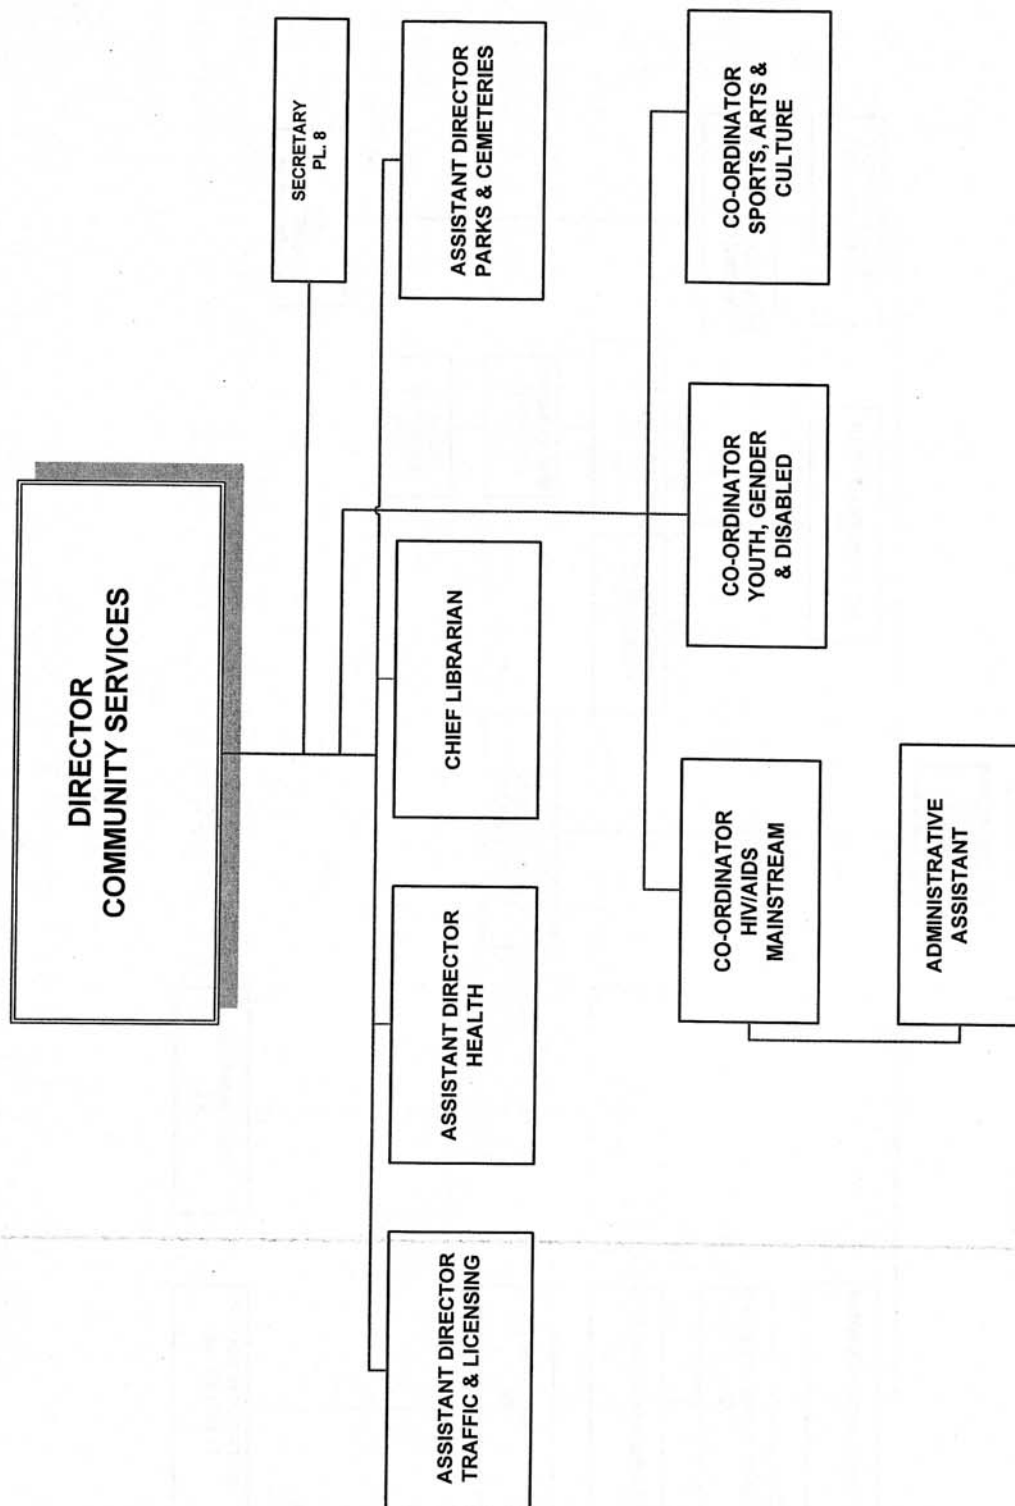 DIRECTOR
COMMUNITY SERVICES
SECRETARY
PL. 8
ASSISTANT DIRECTOR
TRAFFIC & LICENSING
ASSISTANT DIRECTOR
HEALTH
CHIEF LIBRARIAN
ASSISTANT DIRECTOR
PARKS & CEMETERIES
CO-ORDINATOR
HIV/AIDS
MAINSTREAM
CO-ORDINATOR
YOUTH, GENDER
& DISABLED
CO-ORDINATOR
SPORTS, ARTS &
CULTURE
ADMINISTRATIVE
ASSISTANT